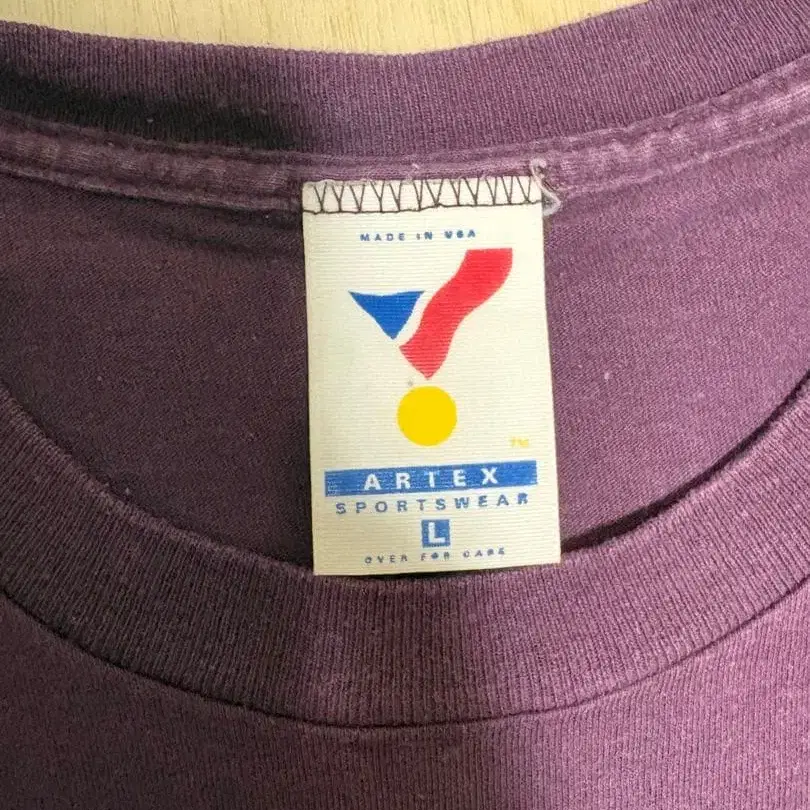 MADE IN USA
TM
ARTEX
SPORTSWEAR
L
OVER FOR CARE